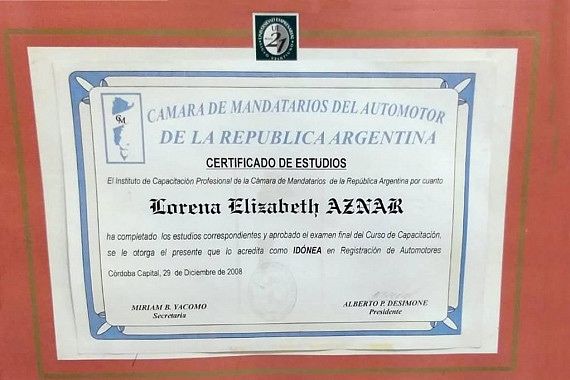 21
CM
CAMARA DE MANDATARIOS DEL AUTOMOTOR
DE LA REPUBLICA ARGENTINA
CERTIFICADO DE ESTUDIOS
El Instituto de Capacitación Profesional de la Cámara de Mandatarios de la República Argentina por cuanto
Lorena Elizabeth AZNAR
ha completado los estudios correspondientes y aprobado el examen final del Curso de Capacitación,
se le otorga el presente que lo acredita como IDÓNEA en Registración de Automotores
Córdoba Capital, 29 de Diciembre de 2008
MIRIAM B. YACOMO
Secretaria
ALBERTO P. DESIMONE
Presidente